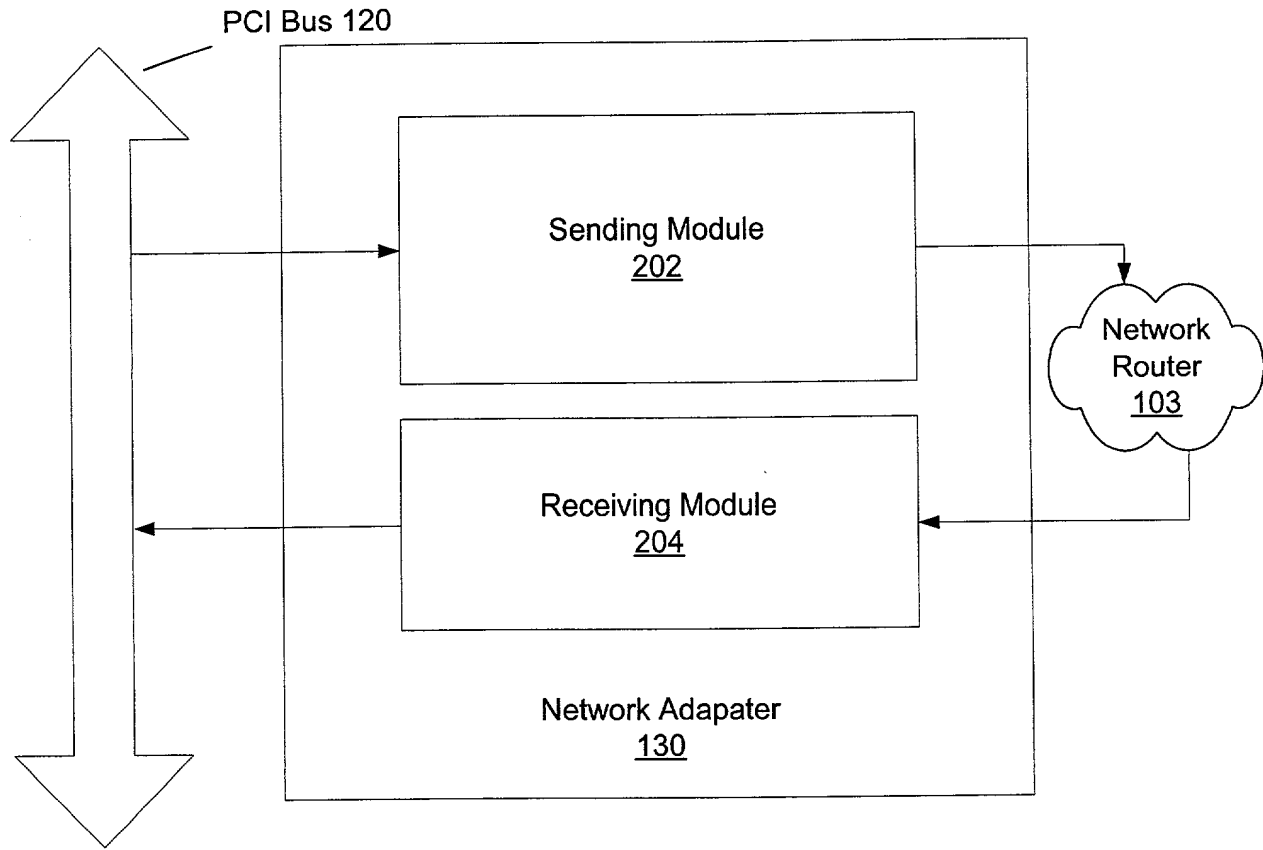 PCI Bus 120
Sending Module
202
Network
Router
103
Receiving Module
204
Network Adapater
130